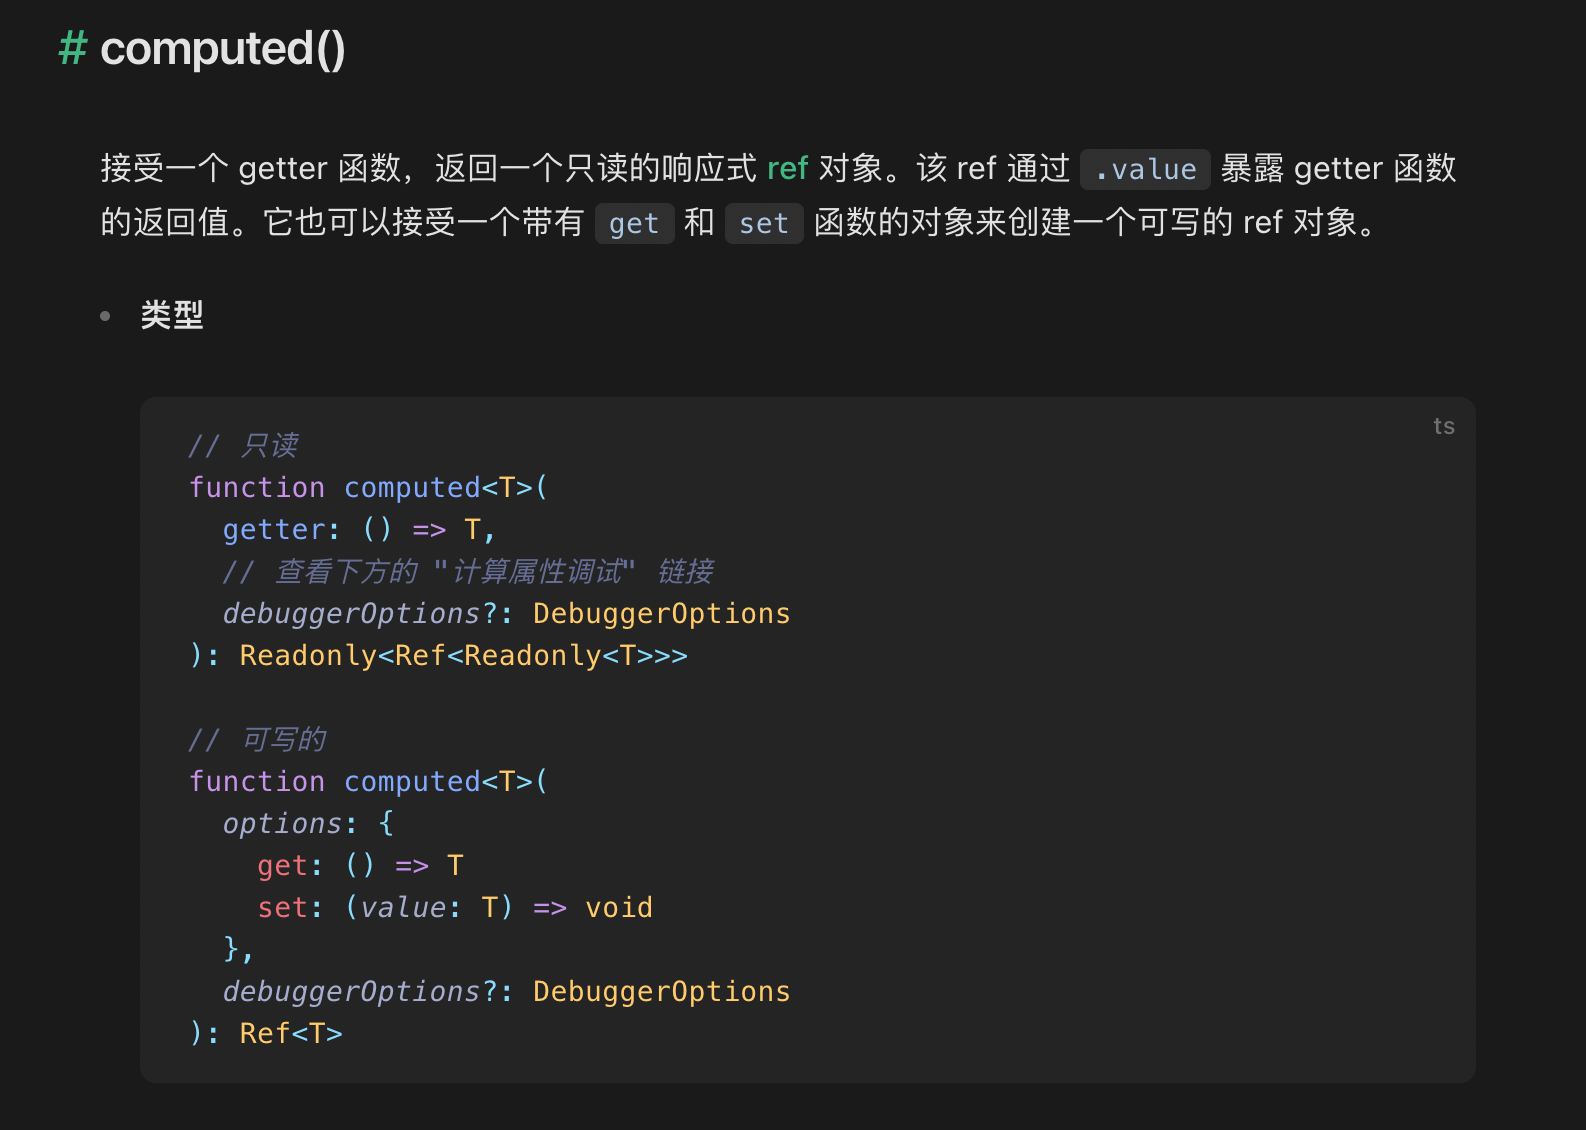 # computed()
接受一个 getter 函数，返回一个只读的响应式 ref 对象。该 ref 通过 .value 暴露 getter 函数
的返回值。它也可以接受一个带有 get 和 set 函数的对象来创建一个可写的 ref 对象。
• 类型
ts
// 只读
function computed<T>(
  getter: () => T,
  // 查看下方的 "计算属性调试" 链接
  debuggerOptions?: DebuggerOptions
): Readonly<Ref<Readonly<T>>>
// 可写的
function computed<T>(
  options: {
    get: () => T
    set: (value: T) => void
  },
  debuggerOptions?: DebuggerOptions
): Ref<T>